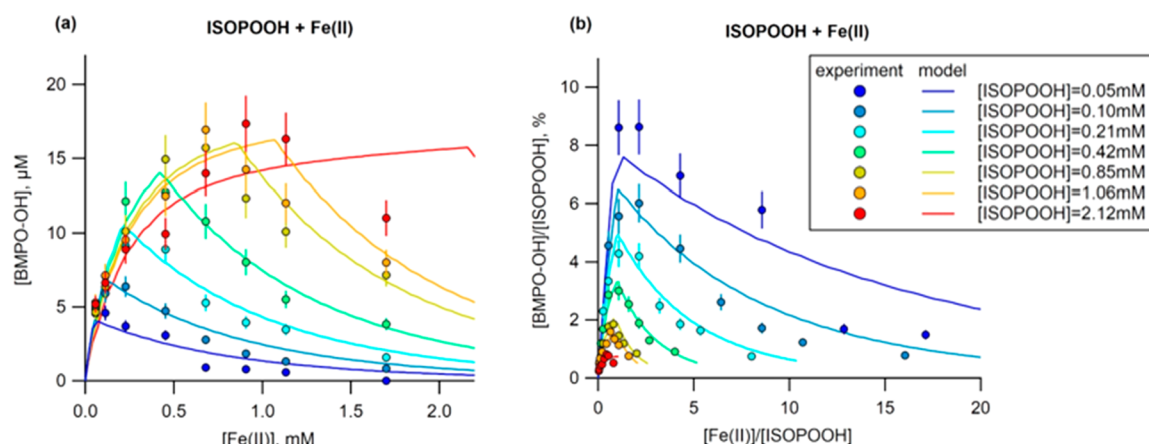 (a)
ISOPOOH + Fe(II)
20
15
10
5
0
[BMPO-OH], µM
0.0
0.5
1.0
1.5
2.0
[Fe(II)], mM
(b)
ISOPOOH + Fe(II)
10
8
6
4
2
0
[BMPO-OH]/[ISOPOOH], %
0
5
10
15
20
[Fe(II)]/[ISOPOOH]
experiment model
[ISOPOOH]=0.05mM
[ISOPOOH]=0.10mM
[ISOPOOH]=0.21mM
[ISOPOOH]=0.42mM
[ISOPOOH]=0.85mM
[ISOPOOH]=1.06mM
[ISOPOOH]=2.12mM